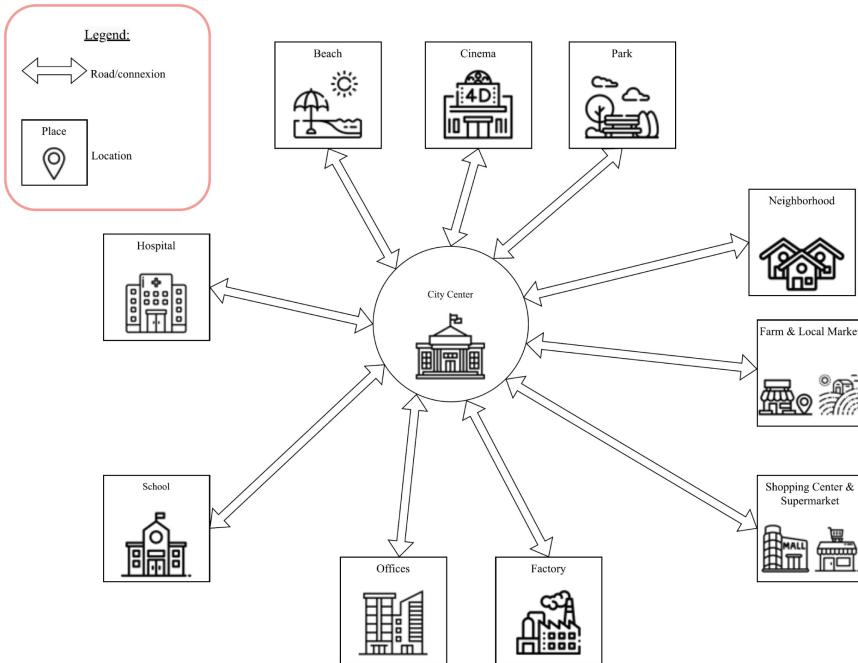 Legend:
Road/connexion
Place
Location
Beach
Cinema
4D
Park
Neighborhood
Hospital
City Center
Farm & Local Market
School
Shopping Center &
Supermarket
MALL
Offices
Factory